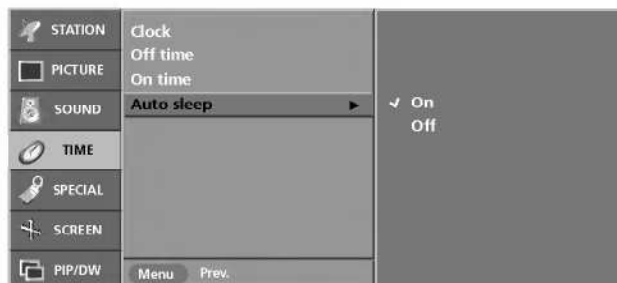 STATION
PICTURE
SOUND
TIME
SPECIAL
SCREEN
PIP/DW
Clock
Off time
On time
Auto sleep
On
Off
Menu Prev.